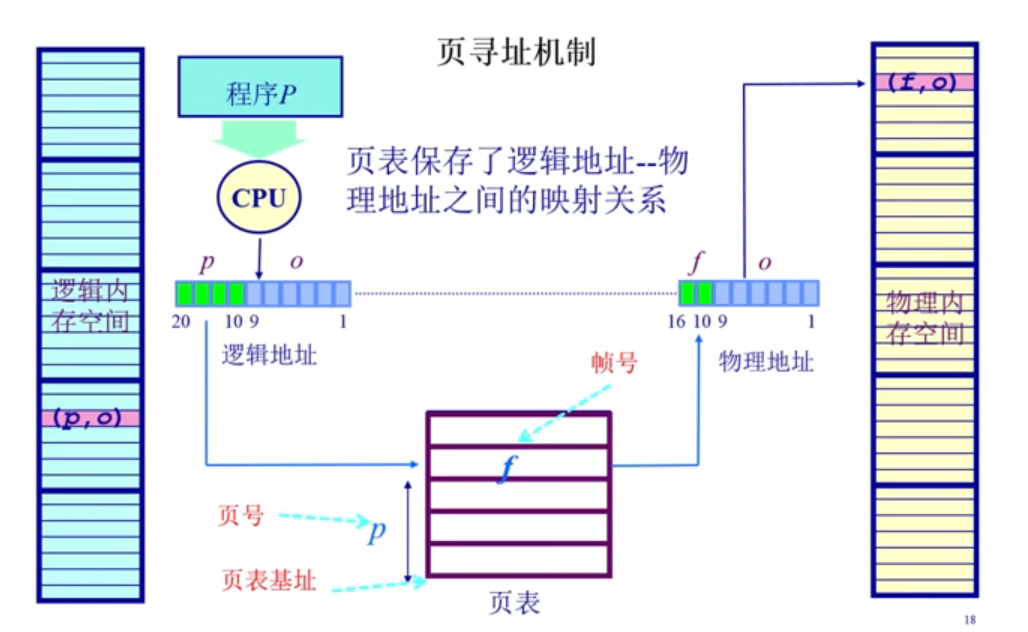 页寻址机制
程序P
CPU
页表保存了逻辑地址--物
理地址之间的映射关系
(f,o)
p o
20 10 9 1
逻辑地址
f o
16 10 9 1
物理地址
逻辑内
存空间
物理内
存空间
(p,o)
帧号
f
页号
p
页表基址
页表
18